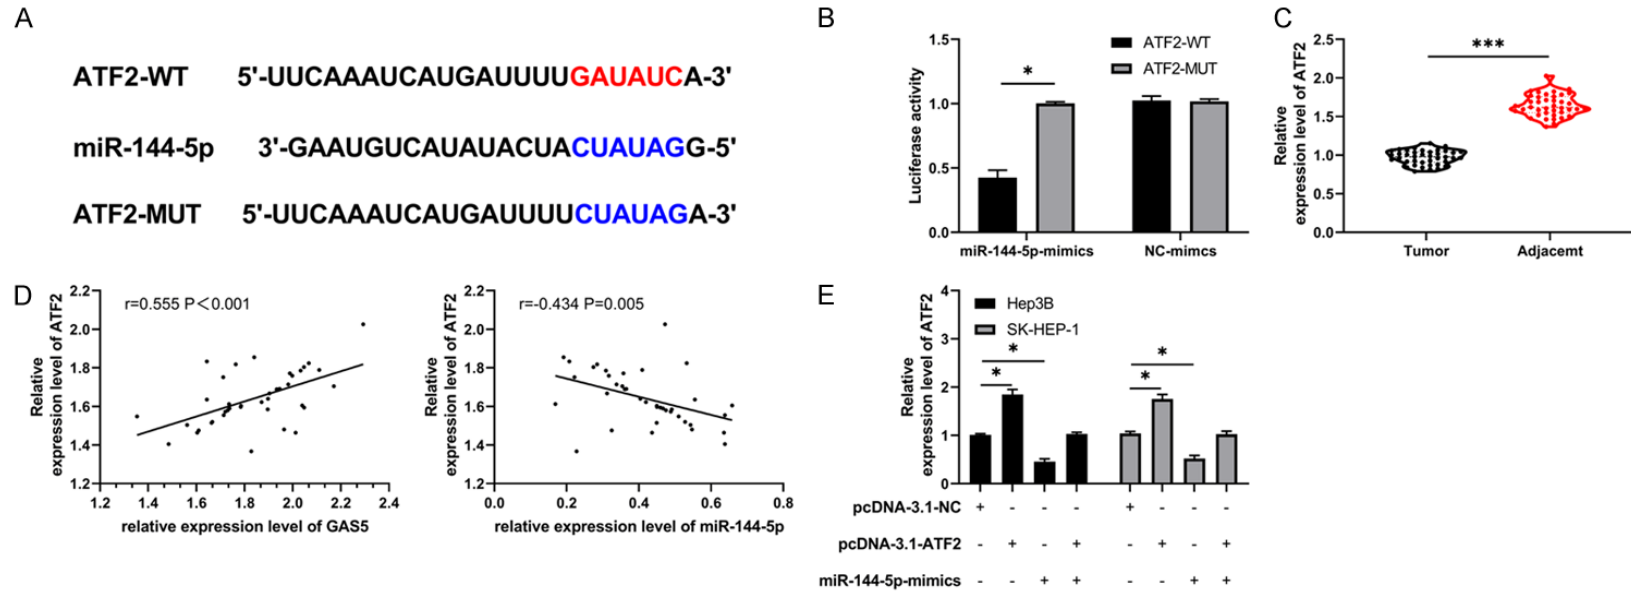 A
ATF2-WT 5'-UUCAAAUCAUGAUUUUGAUAUCA-3'
miR-144-5p 3'-GAAUGUCAUAUACUACUAUAGG-5'
ATF2-MUT 5'-UUCAAAUCAUGAUUUUCUAUAGA-3'
B
Luciferase activity
1.5
1.0
0.5
0.0
ATF2-WT
ATF2-MUT
*
miR-144-5p-mimics NC-mimcs
C
Relative
expression level of ATF2
2.5
2.0
1.5
1.0
0.5
0.0
***
Tumor Adjacemt
D
Relative
expression level of ATF2
2.2
2.0
1.8
1.6
1.4
1.2
r=0.555 P<0.001
1.2 1.4 1.6 1.8 2.0 2.2 2.4
relative expression level of GAS5
Relative
expression level of ATF2
2.2
2.0
1.8
1.6
1.4
1.2
r=-0.434 P=0.005
0.0 0.2 0.4 0.6 0.8
relative expression level of miR-144-5p
E
Relative
expression level of ATF2
4
3
2
1
0
Hep3B
SK-HEP-1
* *
* *
pcDNA-3.1-NC + - - - + - - -
pcDNA-3.1-ATF2 - + - + - + - +
miR-144-5p-mimics - - + + - - + +